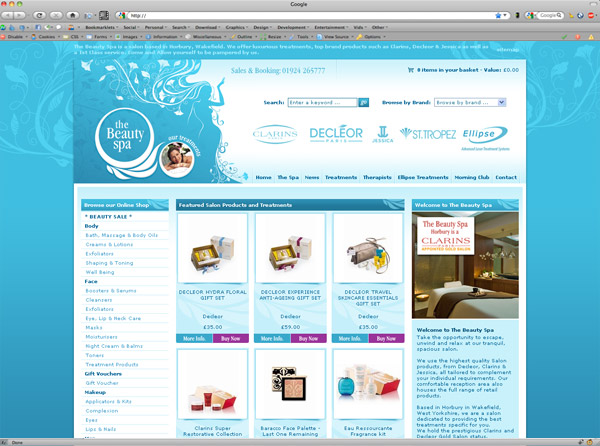 Google
http://
Google
Bookmarks Social Search Download Graphics Design Development Entertainment Kids Other
Disable Cookies CSS Forms Images Information Miscellaneous Outline Resize Tools View Source Options
The Beauty Spa is a salon based in Horbury, Wakefield. We offer luxurious treatments, top brand products such as Clarins, Decleor & Jessica as well as
a 1st Class service. Come and Allow yourself to be pampered by us.
sitemap
Sales & Booking: 01924 265777
0 items in your basket - Value: £0.00
Search: Enter a keyword ... go
Browse by Brand: Browse by brand ...
the
Beauty
spa
our treatments
CLARINS
PARIS
DECLÉOR
PARIS
JESSICA
ST.TROPEZ
Ellipse
Advanced Laser Treatment Systems
Home The Spa News Treatments Therapists Ellipse Treatments Morning Club Contact
Browse our Online Shop
* BEAUTY SALE *
Body
Bath, Massage & Body Oils
Creams & Lotions
Exfoliators
Shaping & Toning
Well Being
Face
Boosters & Serums
Cleansers
Exfoliators
Eye, Lip & Neck Care
Masks
Moisturisers
Night Cream & Balms
Toners
Treatment Products
Gift Vouchers
Gift Voucher
Makeup
Applicators & Kits
Complexion
Eyes
Lips & Nails
Featured Salon Products and Treatments
DECLEOR HYDRA FLORAL
GIFT SET
Decleor
£35.00
More Info. Buy Now
DECLEOR EXPERIENCE
ANTI-AGEING GIFT SET
Decleor
£59.00
More Info. Buy Now
DECLEOR TRAVEL
SKINCARE ESSENTIALS
GIFT SET
Decleor
£35.00
More Info. Buy Now
Clarins Super
Restorative Collection
Baracco Face Palette -
Last One Remaining
Eau Ressourcante
Fragrance kit
Welcome to The Beauty Spa
The Beauty Spa
Horbury is a
CLARINS
APPOINTED GOLD SALON
Welcome to The Beauty Spa
Take the opportunity to escape,
unwind and relax at our tranquil,
spacious salon.
We use the highest quality Salon
products, from Decleor, Clarins &
Jessica, all tailored to complement
your individual requirements. Our
comfortable reception area also
houses the full range of retail
products.
Based in Horbury in Wakefield,
West Yorkshire, we are a salon
dedicated to providing the best
treatments specific for you.
We hold the prestigious Clarins
and Decleor Gold Salon status.
Done